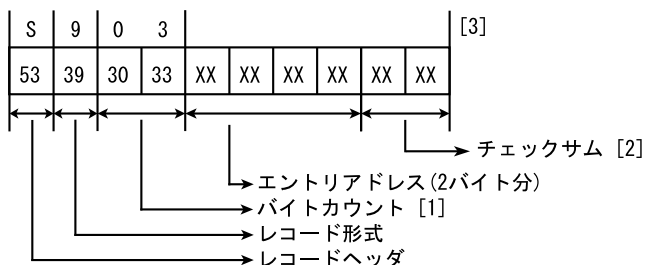 S 9 0 3 [3]
53 39 30 33 XX XX XX XX XX XX
チェックサム [2]
エントリアドレス(2バイト分)
バイトカウント [1]
レコード形式
レコードヘッダ